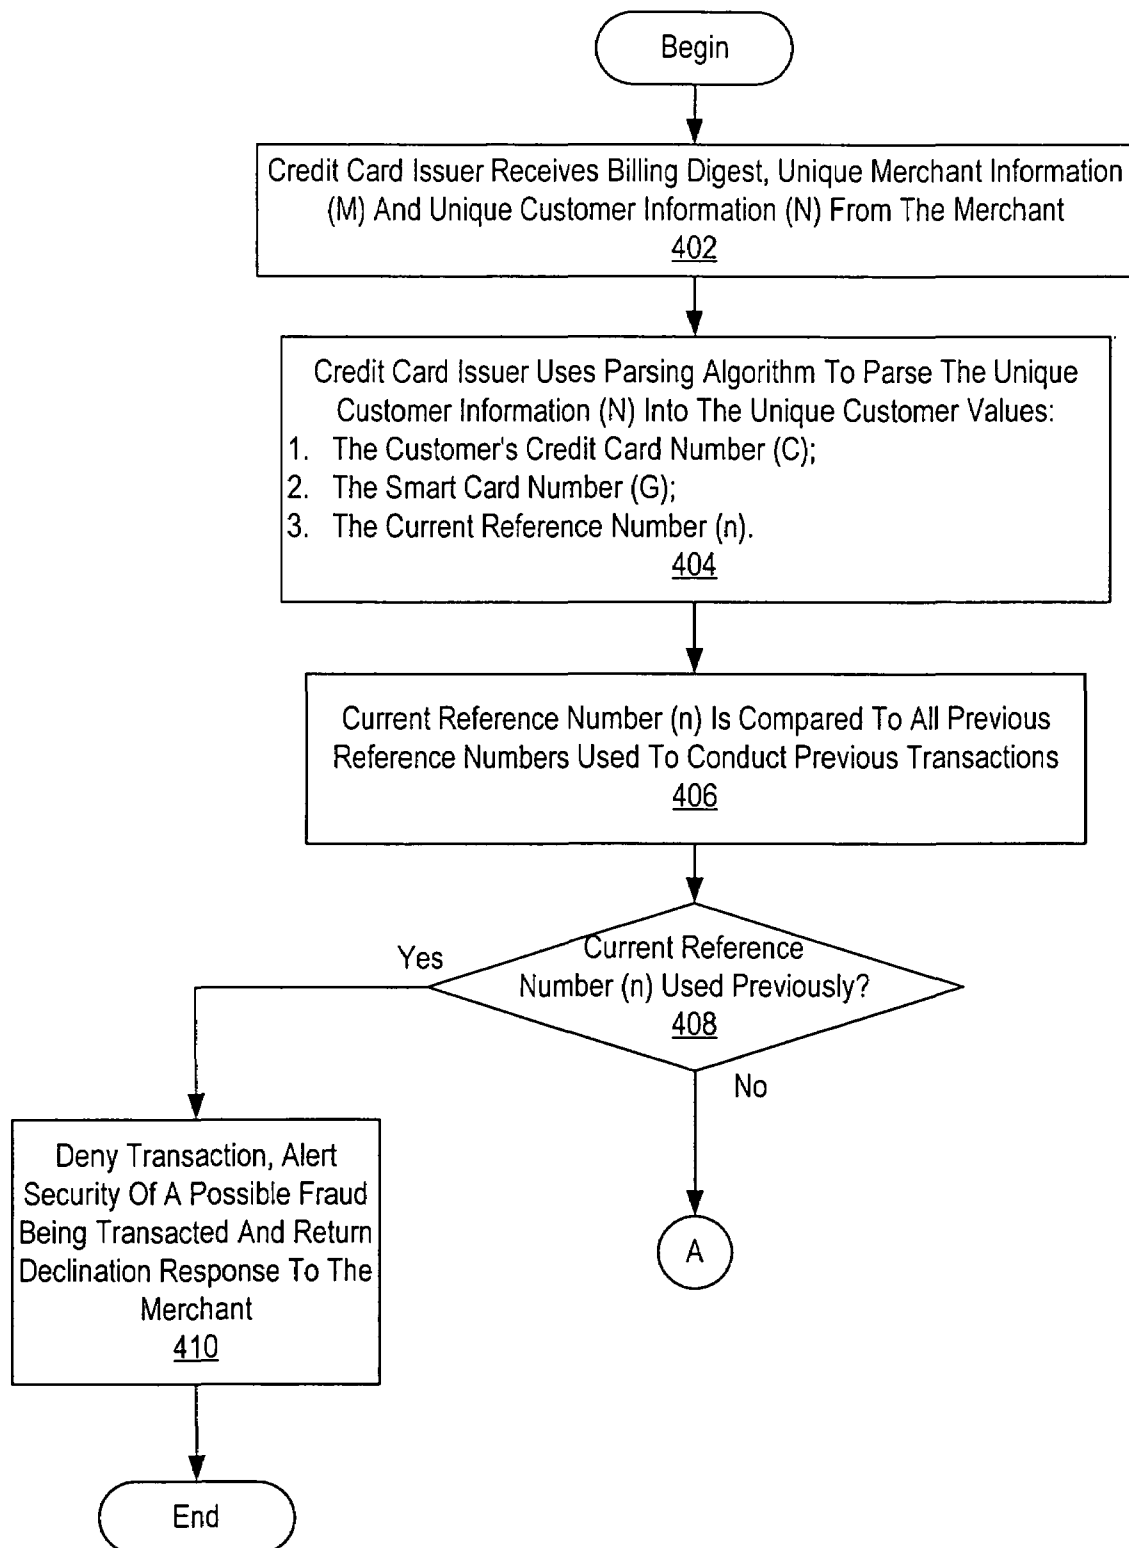 Begin
Credit Card Issuer Receives Billing Digest, Unique Merchant Information
(M) And Unique Customer Information (N) From The Merchant
402
Credit Card Issuer Uses Parsing Algorithm To Parse The Unique
Customer Information (N) Into The Unique Customer Values:
1. The Customer's Credit Card Number (C);
2. The Smart Card Number (G);
3. The Current Reference Number (n).
404
Current Reference Number (n) Is Compared To All Previous
Reference Numbers Used To Conduct Previous Transactions
406
Current Reference
Number (n) Used Previously?
408
Yes
No
Deny Transaction, Alert
Security Of A Possible Fraud
Being Transacted And Return
Declination Response To The
Merchant
410
A
End